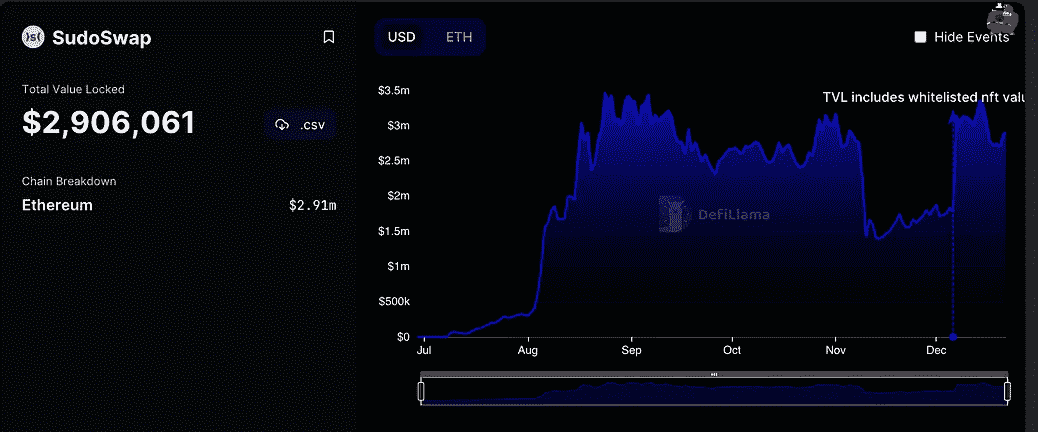 SudoSwap
Total Value Locked
$2,906,061
.csv
Chain Breakdown
Ethereum
$2.91m
USD
ETH
Hide Events
TVL includes whitelisted nft valu
$3.5m
$3m
$2.5m
$2m
$1.5m
$1m
$500k
$0
DefiLlama
Jul
Aug
Sep
Oct
Nov
Dec